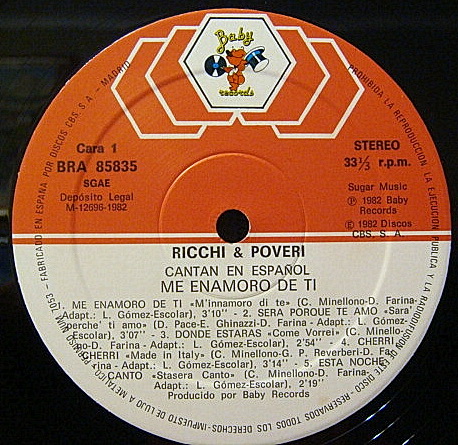 Baby
records
Cara 1
BRA 85835
SGAE
Depósito Legal
M-12696-1982
STEREO
33⅓ r.p.m.
Sugar Music
Ⓟ 1982 Baby
Records
© 1982 Discos
CBS. S. A.
RICCHI & POVERI
CANTAN EN ESPAÑOL
ME ENAMORO DE TI
1. ME ENAMORO DE TI «M'innamoro di te» (C. Minellono-D. Farina-
Adapt.: L. Gómez-Escolar), 3'10" - 2. SERA PORQUE TE AMO «Sara'
perche' ti amo» (D. Pace-E. Ghinazzi-D. Farina-Adapt.: L. Gómez-
Escolar), 3'07" - 3. DONDE ESTARAS «Come Vorrei» (C. Minellono-
D. Farina-Adapt.: L. Gómez-Escolar), 2'54" - 4. CHERRI
CHERRI «Made in Italy» (C. Minellono-G. P. Reverberi-D. Farina-
Adapt.: L. Gómez-Escolar), 3'14" - 5. ESTA NOCHE
CANTO «Stasera Canto» (C. Minellono-D. Farina-
Adapt.: L. Gómez-Escolar), 2'19"
Producido por Baby Records
FABRICADO EN ESPAÑA POR DISCOS CBS. S. A. - MADRID
PROHIBIDA LA REPRODUCCION, LA EJECUCION PUBLICA Y LA RADIODIFUSION DE ESTE DISCO - RESERVADOS TODOS LOS DERECHOS-IMPUESTO DE LUJO A METALICO